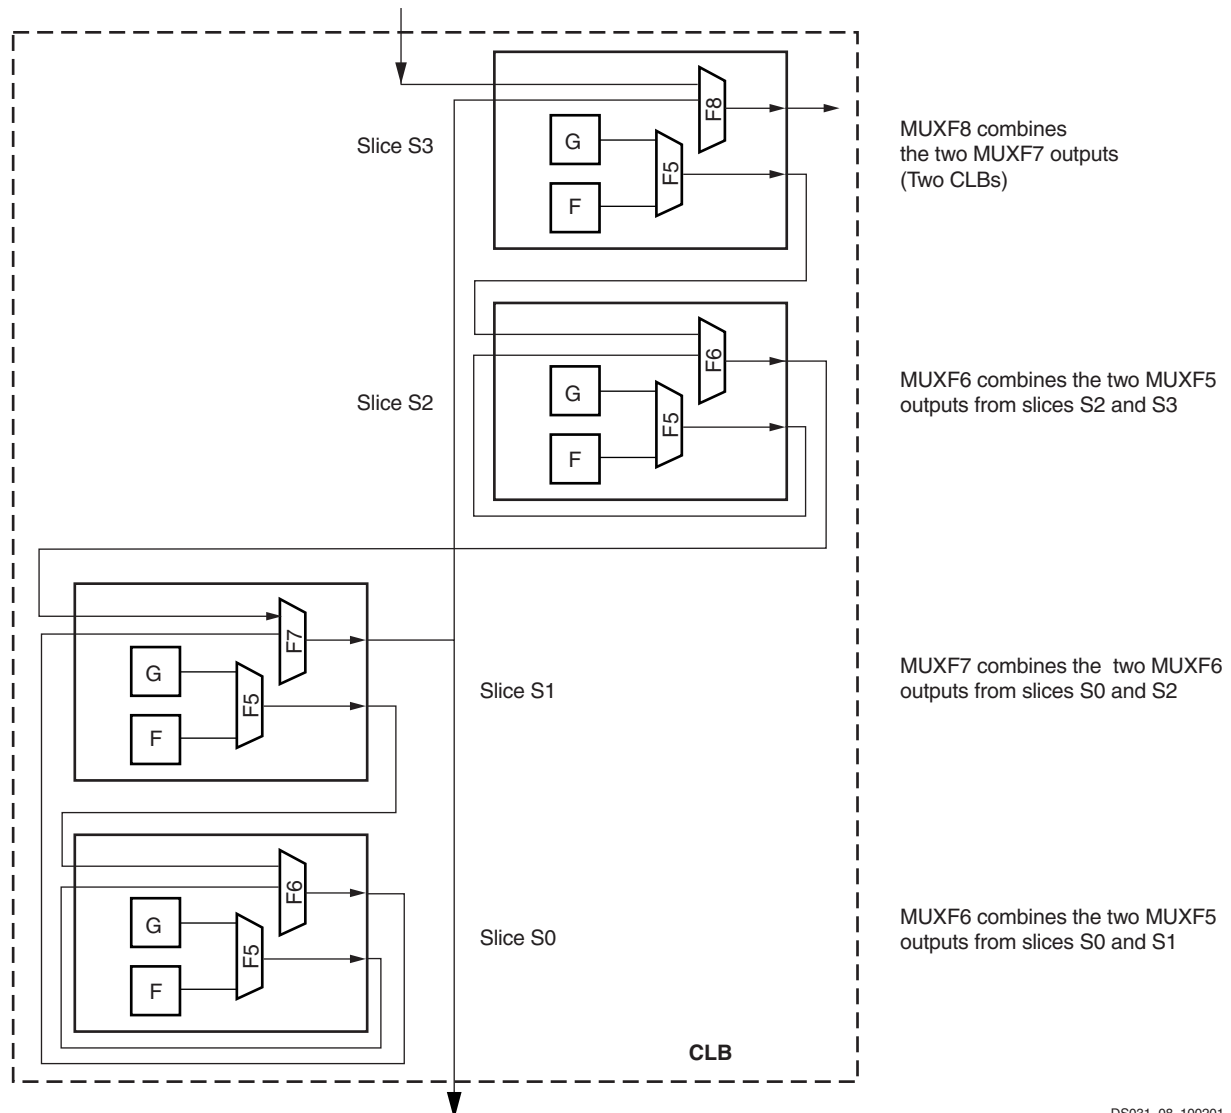 Slice S3
G
F
F5
F8
MUXF8 combines
the two MUXF7 outputs
(Two CLBs)
Slice S2
G
F
F5
F6
MUXF6 combines the two MUXF5
outputs from slices S2 and S3
G
F
F5
F7
Slice S1
MUXF7 combines the two MUXF6
outputs from slices S0 and S2
G
F
F5
F6
Slice S0
MUXF6 combines the two MUXF5
outputs from slices S0 and S1
CLB